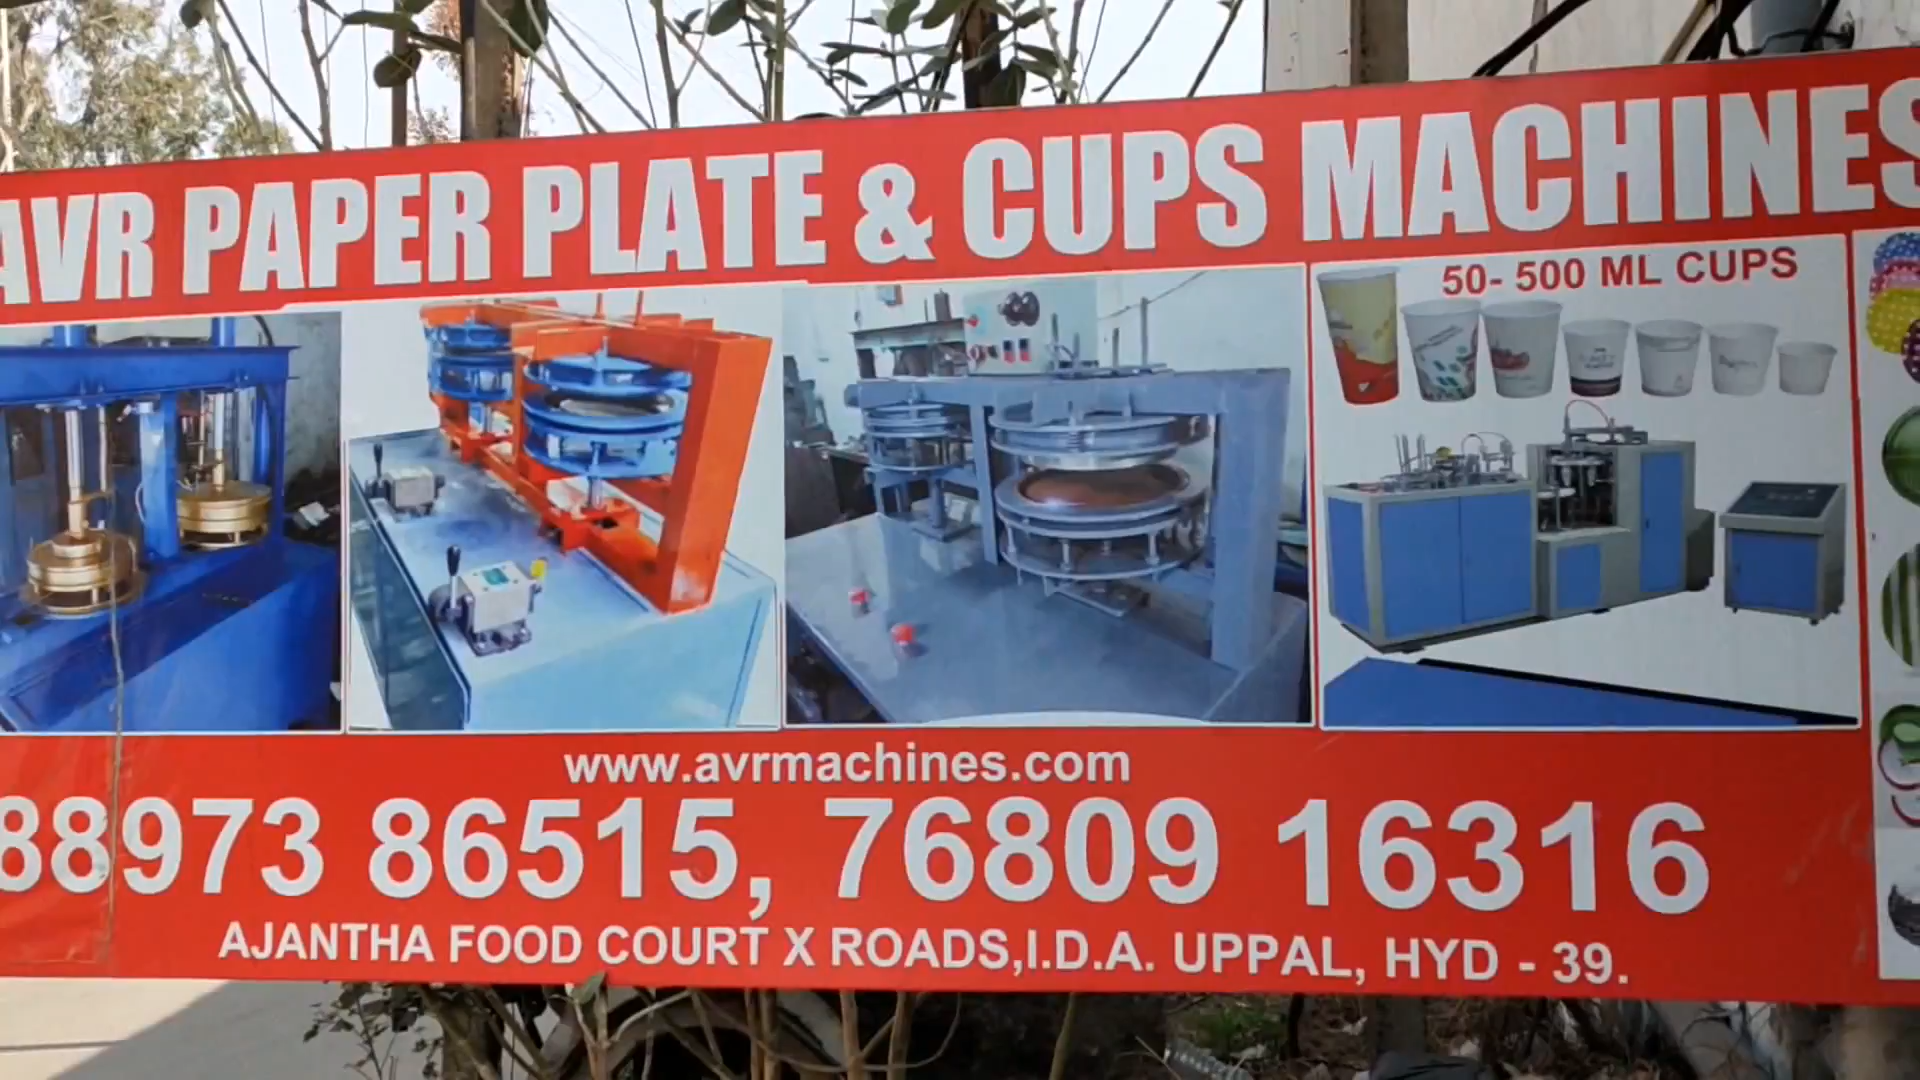 AVR PAPER PLATE & CUPS MACHINES
50- 500 ML CUPS
www.avrmachines.com
88973 86515, 76809 16316
AJANTHA FOOD COURT X ROADS,I.D.A. UPPAL, HYD - 39.